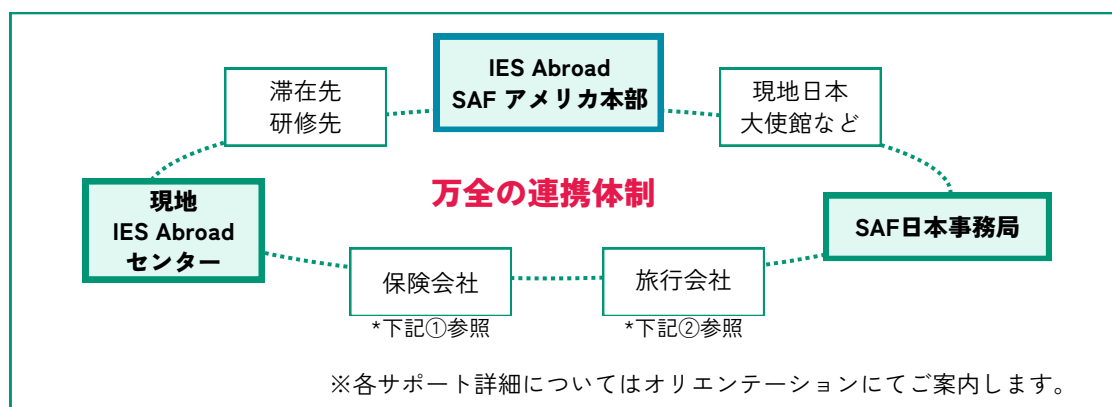 IES Abroad
SAF アメリカ本部
滞在先
研修先
現地日本
大使館など
万全の連携体制
現地
IES Abroad
センター
SAF日本事務局
保険会社
*下記①参照
旅行会社
*下記②参照
※各サポート詳細についてはオリエンテーションにてご案内します。